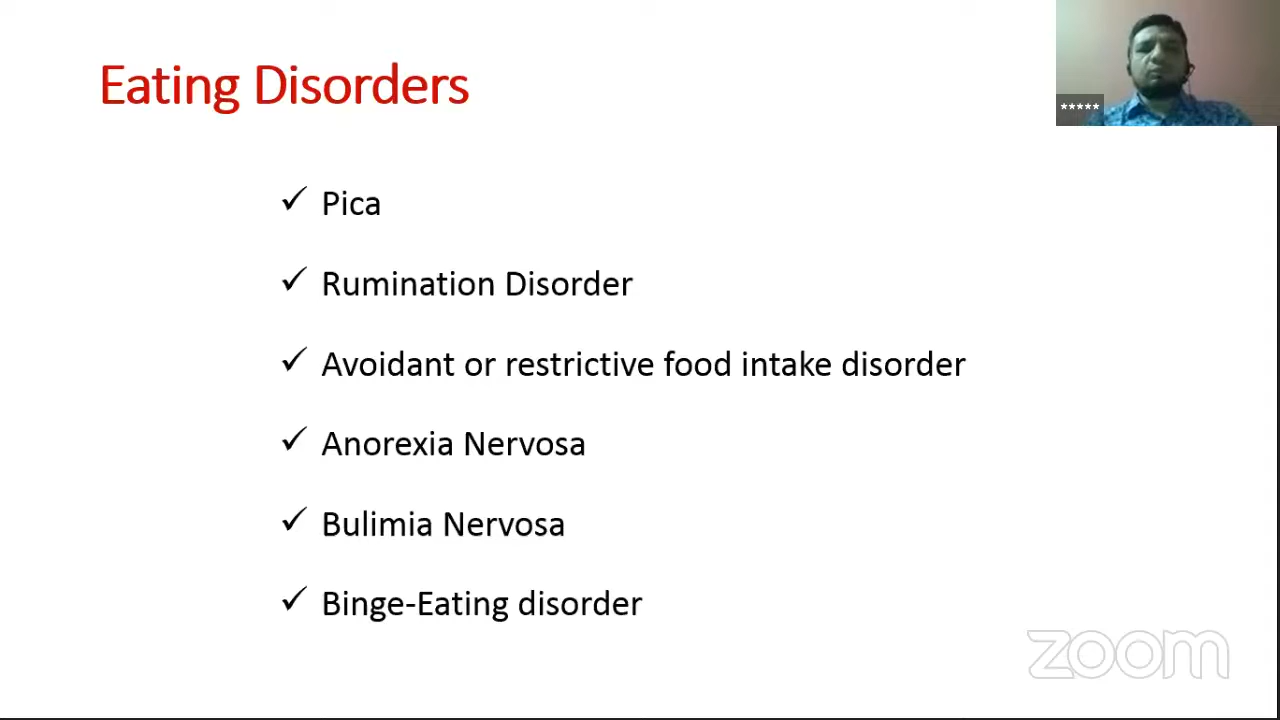 Eating Disorders
*****
✓ Pica
✓ Rumination Disorder
✓ Avoidant or restrictive food intake disorder
✓ Anorexia Nervosa
✓ Bulimia Nervosa
✓ Binge-Eating disorder
zoom